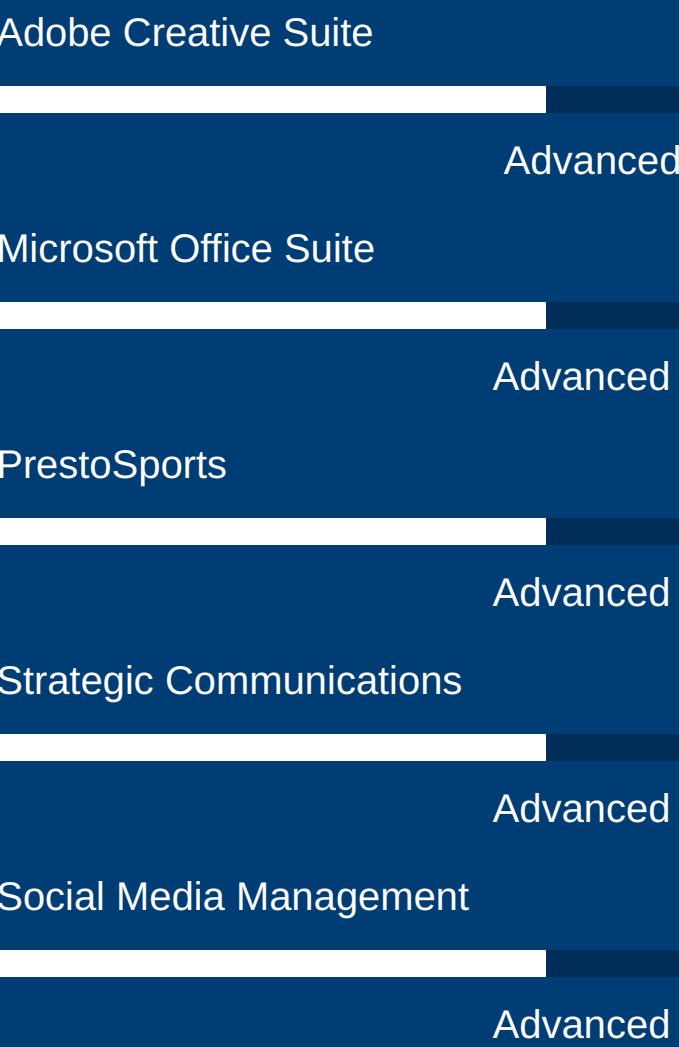 Adobe Creative Suite
Advanced
Microsoft Office Suite
Advanced
PrestoSports
Advanced
Strategic Communications
Advanced
Social Media Management
Advanced